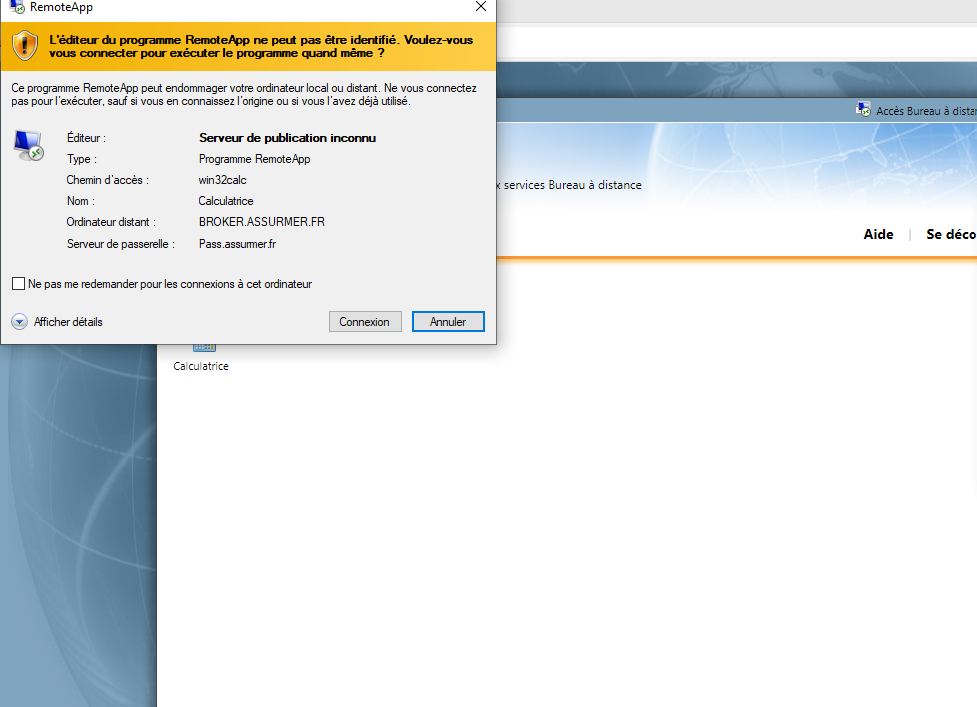 RemoteApp
L'éditeur du programme RemoteApp ne peut pas être identifié. Voulez-vous
vous connecter pour exécuter le programme quand même ?
Ce programme RemoteApp peut endommager votre ordinateur local ou distant. Ne vous connectez
pas pour l'exécuter, sauf si vous en connaissez l'origine ou si vous l'avez déjà utilisé.
Éditeur : Serveur de publication inconnu
Type : Programme RemoteApp
Chemin d'accès : win32calc
Nom : Calculatrice
Ordinateur distant : BROKER.ASSURMER.FR
Serveur de passerelle : Pass.assurmer.fr
Ne pas me redemander pour les connexions à cet ordinateur
Afficher détails
Connexion
Annuler
Accès Bureau à distan
x services Bureau à distance
Aide | Se déco
Calculatrice